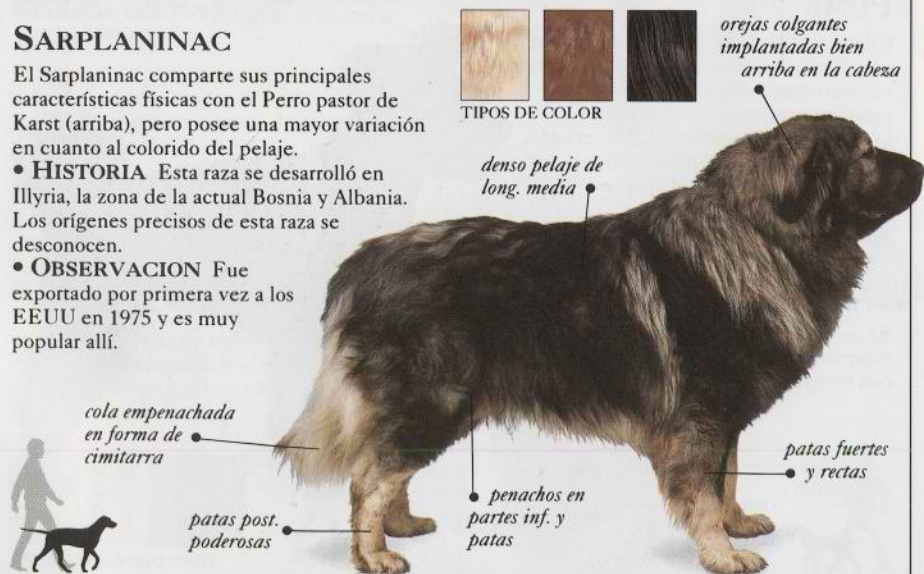 SARPLANINAC
El Sarplaninac comparte sus principales
características físicas con el Perro pastor de
Karst (arriba), pero posee una mayor variación
en cuanto al colorido del pelaje.
• HISTORIA Esta raza se desarrolló en
Illyria, la zona de la actual Bosnia y Albania.
Los orígenes precisos de esta raza se
desconocen.
• OBSERVACION Fue
exportado por primera vez a los
EEUU en 1975 y es muy
popular allí.
TIPOS DE COLOR
orejas colgantes
implantadas bien
arriba en la cabeza
denso pelaje de
long. media
cola empenachada
en forma de
cimitarra
patas post.
poderosas
penachos en
partes inf. y
patas
patas fuertes
y rectas